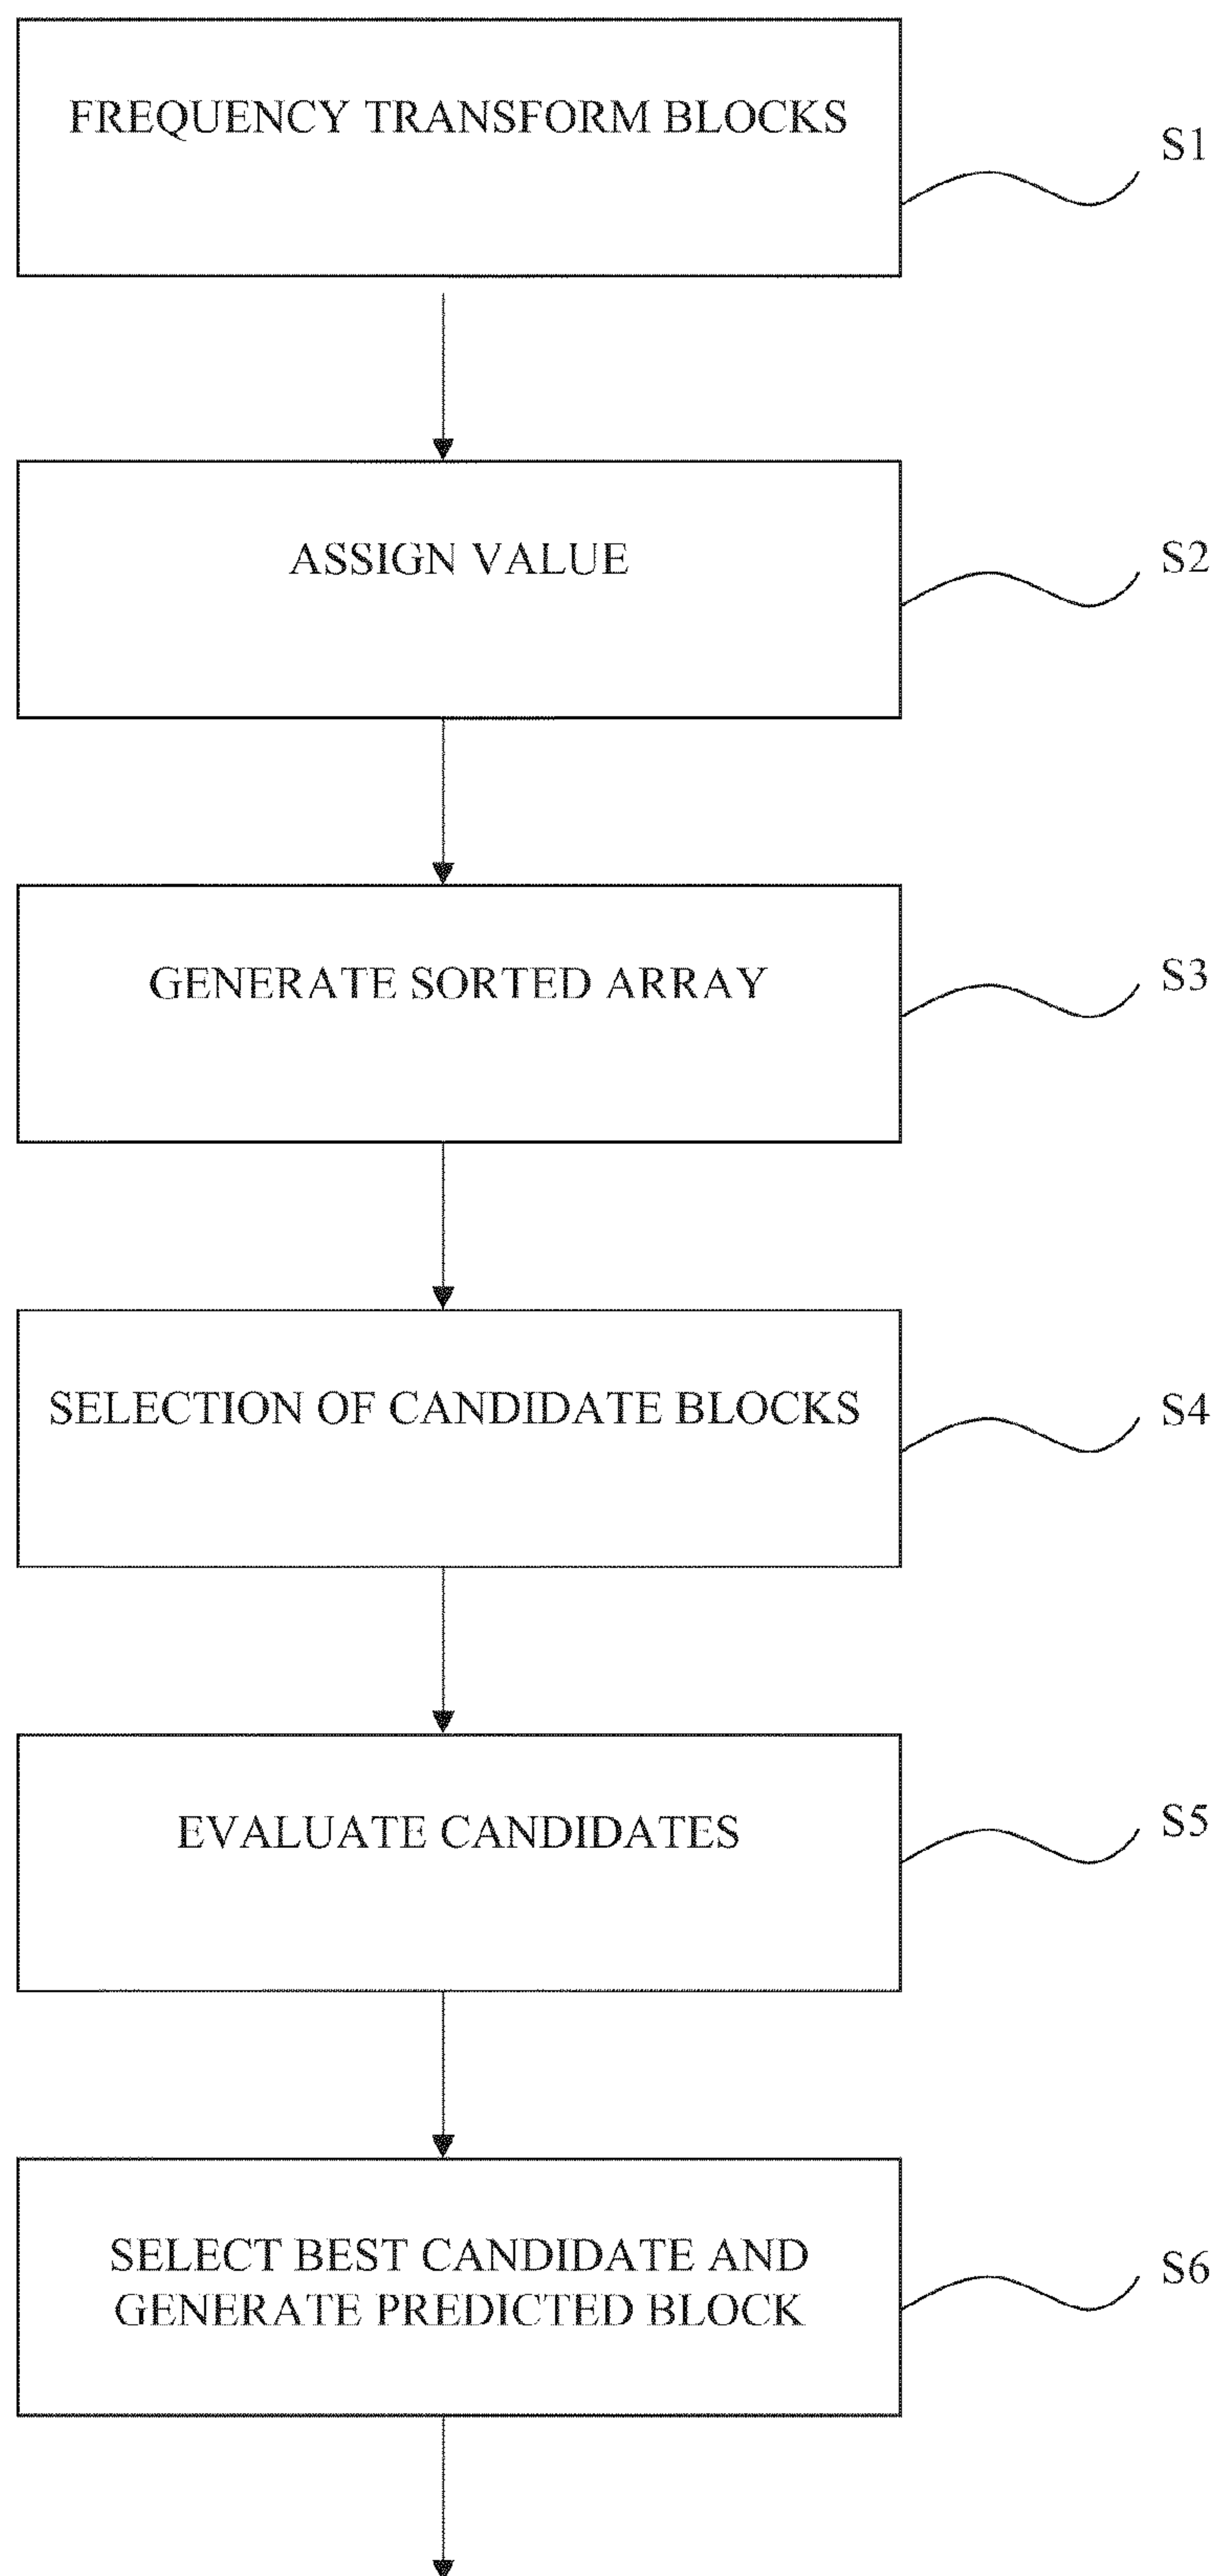 FREQUENCY TRANSFORM BLOCKS
S1
ASSIGN VALUE
S2
GENERATE SORTED ARRAY
S3
SELECTION OF CANDIDATE BLOCKS
S4
EVALUATE CANDIDATES
S5
SELECT BEST CANDIDATE AND
GENERATE PREDICTED BLOCK
S6